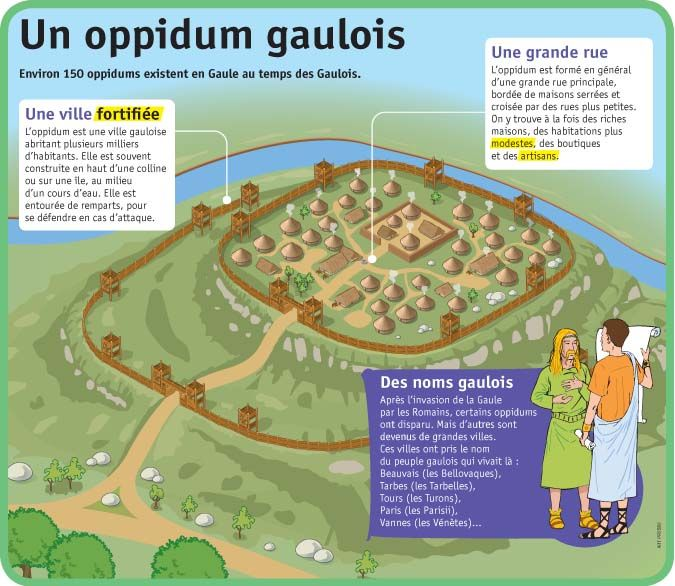 Un oppidum gaulois
Environ 150 oppidums existent en Gaule au temps des Gaulois.
Une ville fortifiée
L'oppidum est une ville gauloise
abritant plusieurs milliers
d'habitants. Elle est souvent
construite en haut d'une colline
ou sur une île, au milieu
d'un cours d'eau. Elle est
entourée de remparts, pour
se défendre en cas d'attaque.
Une grande rue
L'oppidum est formé en général
d'une grande rue principale,
bordée de maisons serrées et
croisée par des rues plus petites.
On y trouve à la fois des riches
maisons, des habitations plus
modestes, des boutiques
et des artisans.
Des noms gaulois
Après l'invasion de la Gaule
par les Romains, certains oppidums
ont disparu. Mais d'autres sont
devenus de grandes villes.
Ces villes ont pris le nom
du peuple gaulois qui vivait là :
Beauvais (les Bellovaques),
Tarbes (les Tarbelles),
Tours (les Turons),
Paris (les Parisii),
Vannes (les Vénètes)...